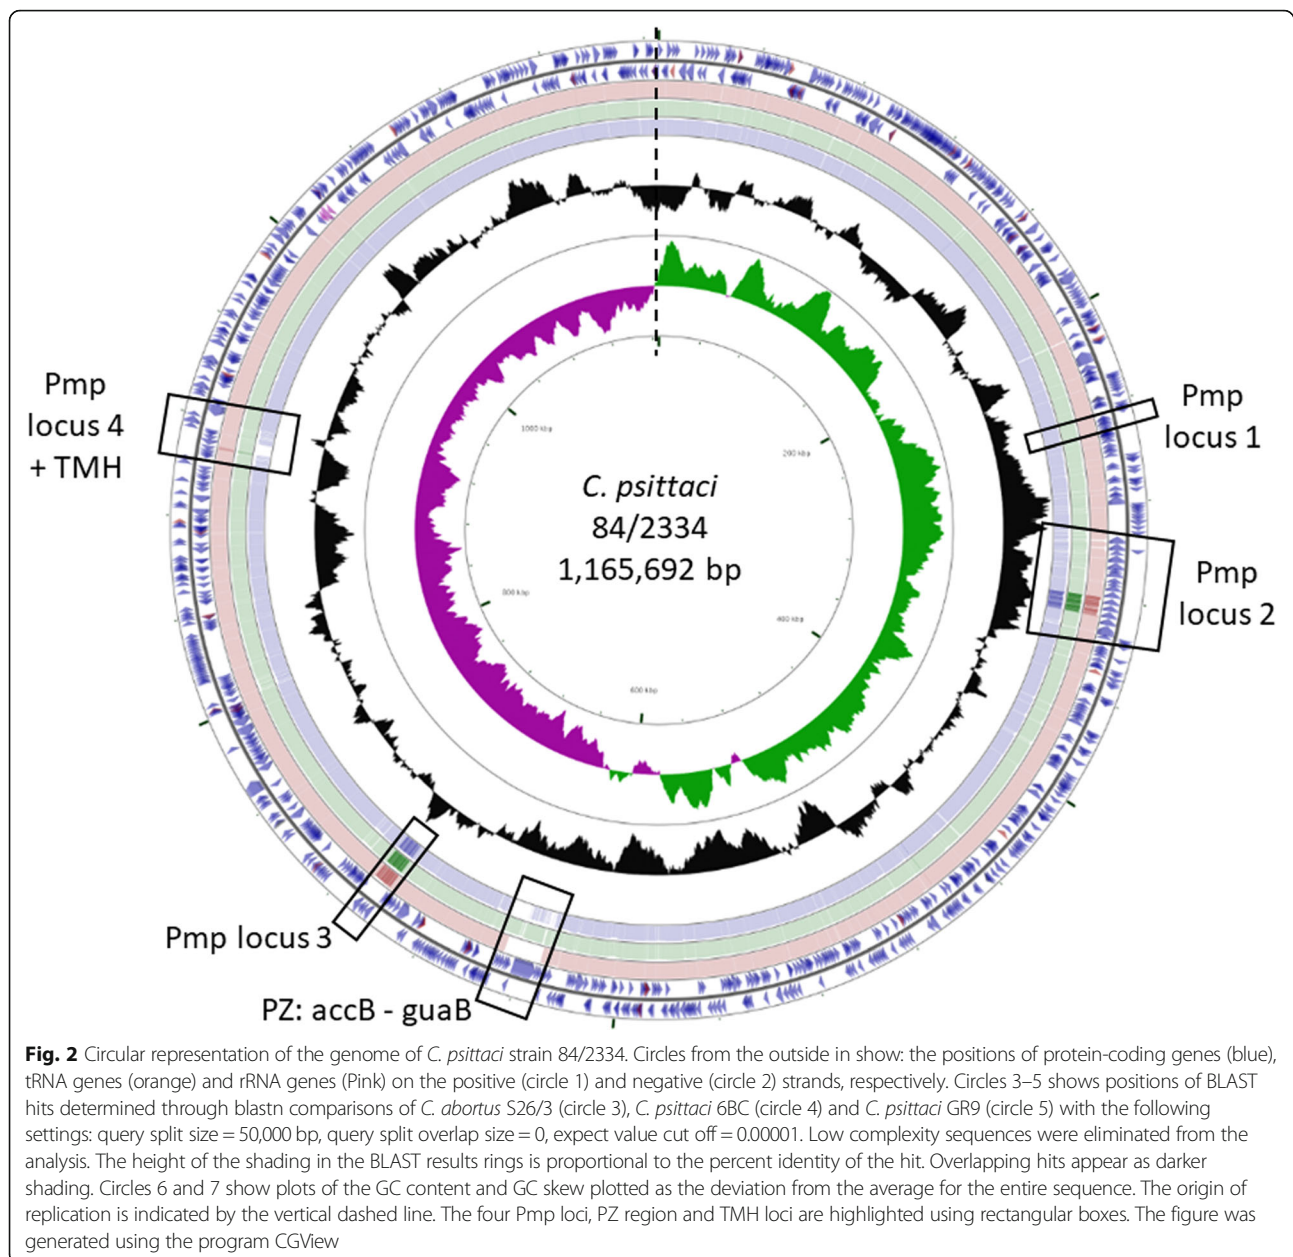 Pmp
locus 4
+ TMH
Pmp
locus 1
Pmp
locus 2
Pmp locus 3
PZ: accB - guaB
1000 kbp
200 kbp
800 kbp
400 kbp
600 kbp
C. psittaci
84/2334
1,165,692 bp
Fig. 2 Circular representation of the genome of C. psittaci strain 84/2334. Circles from the outside in show: the positions of protein-coding genes (blue),
tRNA genes (orange) and rRNA genes (Pink) on the positive (circle 1) and negative (circle 2) strands, respectively. Circles 3–5 shows positions of BLAST
hits determined through blastn comparisons of C. abortus S26/3 (circle 3), C. psittaci 6BC (circle 4) and C. psittaci GR9 (circle 5) with the following
settings: query split size = 50,000 bp, query split overlap size = 0, expect value cut off = 0.00001. Low complexity sequences were eliminated from the
analysis. The height of the shading in the BLAST results rings is proportional to the percent identity of the hit. Overlapping hits appear as darker
shading. Circles 6 and 7 show plots of the GC content and GC skew plotted as the deviation from the average for the entire sequence. The origin of
replication is indicated by the vertical dashed line. The four Pmp loci, PZ region and TMH loci are highlighted using rectangular boxes. The figure was
generated using the program CGView